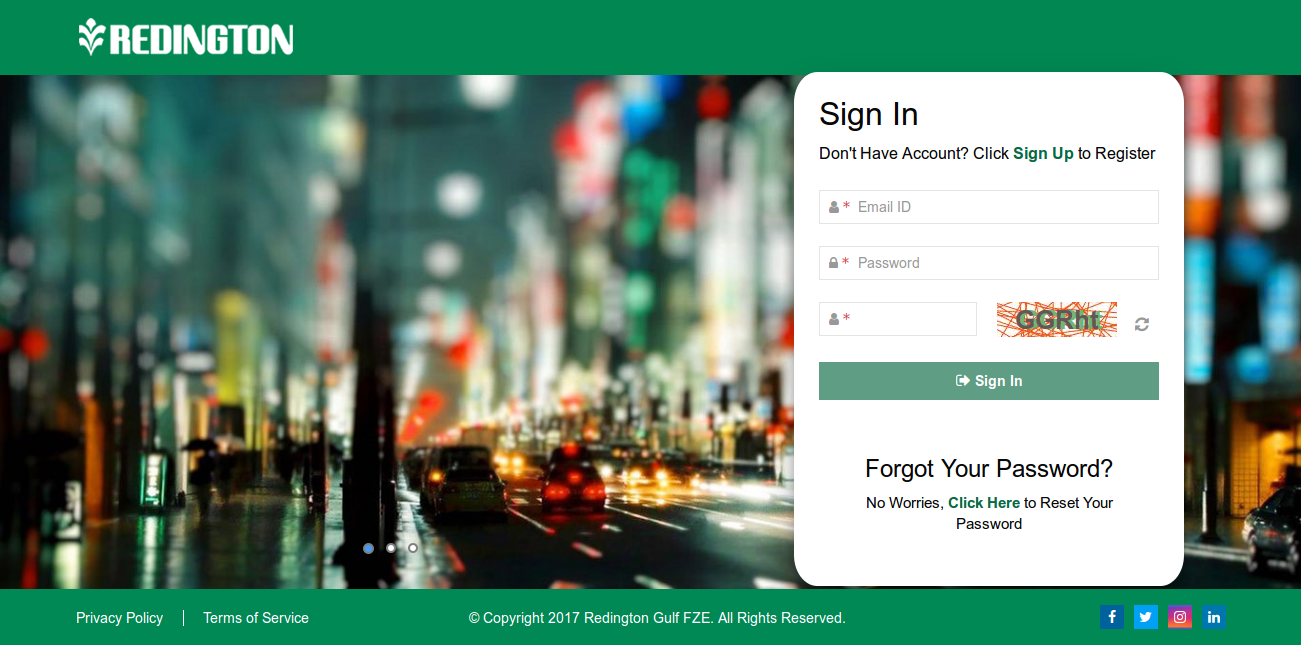 REDINGTON
Sign In
Don't Have Account? Click Sign Up to Register
* Email ID
* Password
*
GGRht
Sign In
Forgot Your Password?
No Worries, Click Here to Reset Your
Password
Privacy Policy | Terms of Service
© Copyright 2017 Redington Gulf FZE. All Rights Reserved.